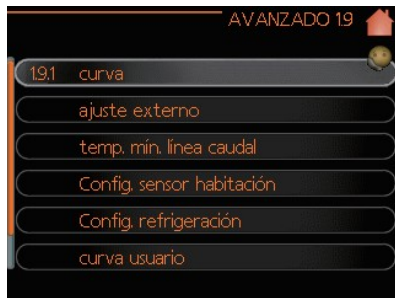 AVANZADO 1.9
1.9.1 curva
ajuste externo
temp. mín. línea caudal
Config. sensor habitación
Config. refrigeración
curva usuario